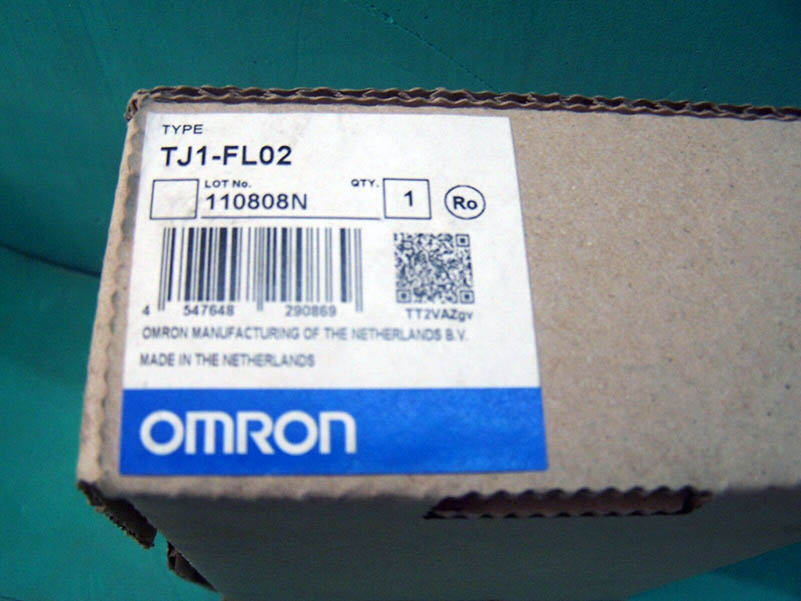 TYPE
TJ1-FL02
LOT No.
110808N
QTY.
1
Ro
4 547648 290869
TT2VAZgv
OMRON MANUFACTURING OF THE NETHERLANDS B.V.
MADE IN THE NETHERLANDS
OMRON